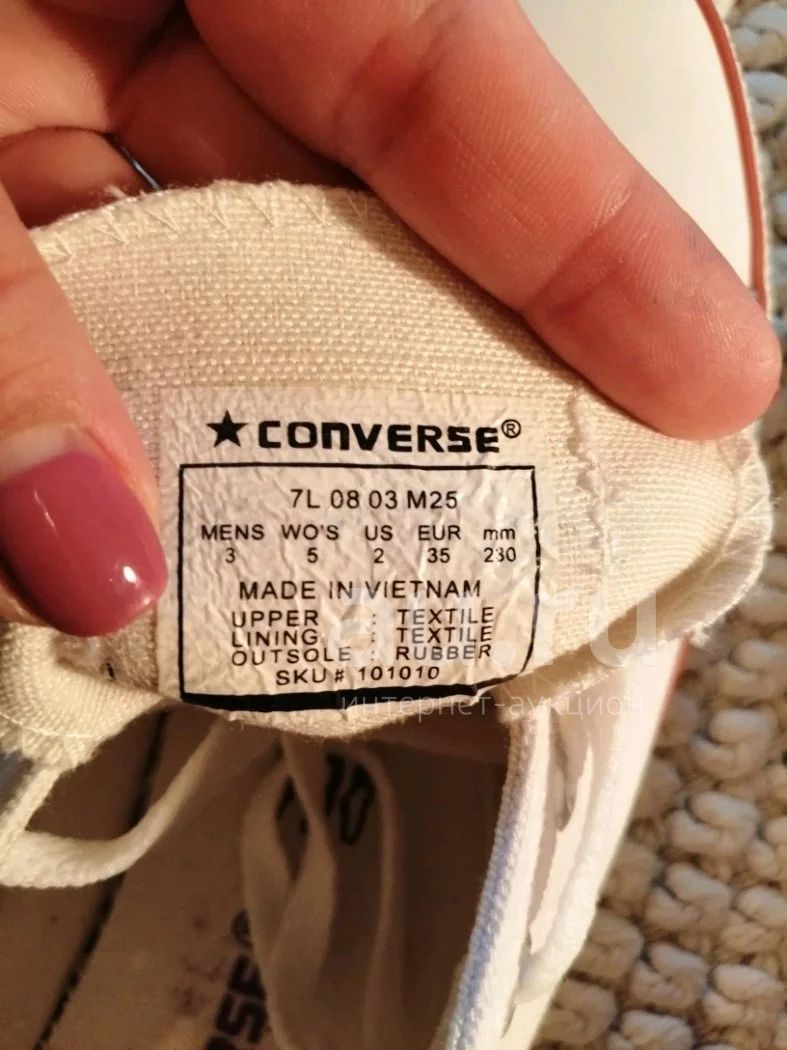 ★CONVERSE®
7L 08 03 M25
MENS WO'S US EUR mm
3 5 2 35 230
MADE IN VIETNAM
UPPER : TEXTILE
LINING : TEXTILE
OUTSOLE : RUBBER
SKU # 101010
интернет-аукцион